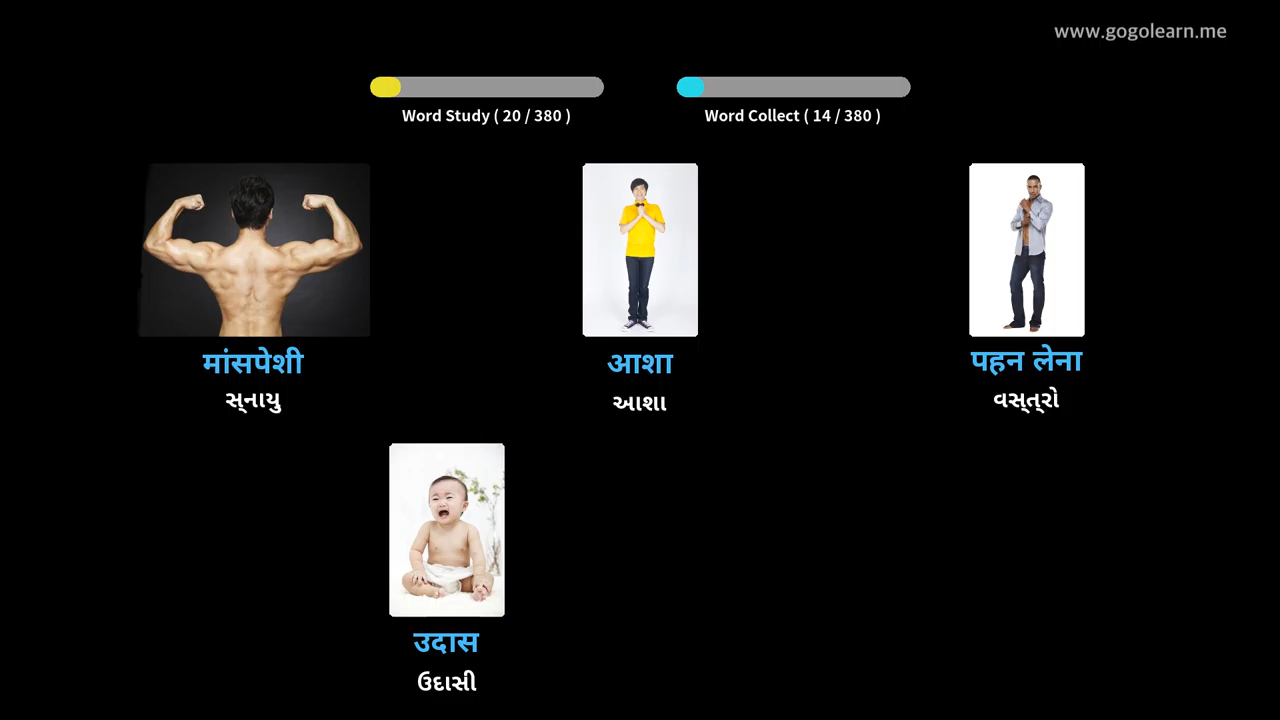 www.gogolearn.me
Word Study ( 20 / 380 )
Word Collect ( 14 / 380 )
मांसपेशी
સ્નાયુ
आशा
આશા
पहन लेना
વસ્ત્રો
उदास
ઉદાસી